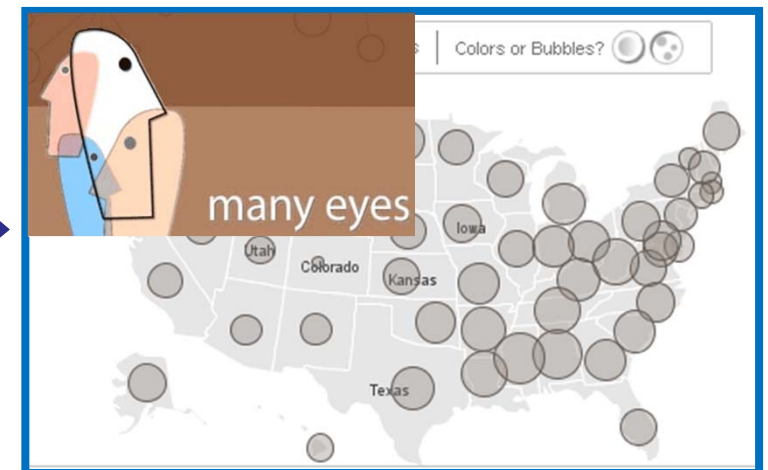 Colors or Bubbles?
many eyes
Iowa
Utah
Colorado
Kansas
Texas